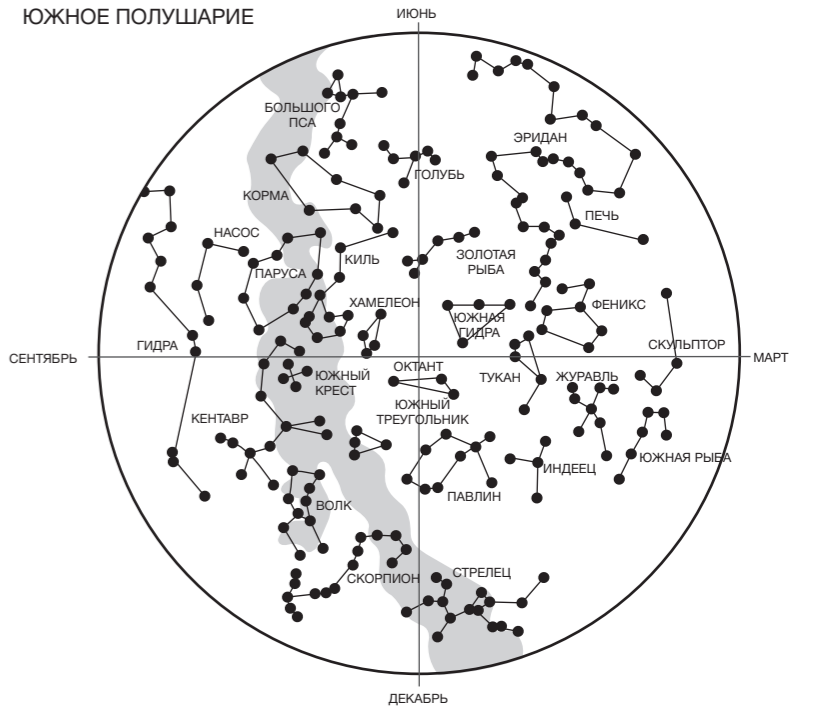 ЮЖНОЕ ПОЛУШАРИЕ
ИЮНЬ
БОЛЬШОГО
ПСА
ЭРИДАН
ГОЛУБЬ
КОРМА
ПЕЧЬ
НАСОС
ЗОЛОТАЯ
РЫБА
КИЛЬ
ПАРУСА
ХАМЕЛЕОН
ФЕНИКС
ЮЖНАЯ
ГИДРА
ГИДРА
СКУЛЬПТОР
СЕНТЯБРЬ
МАРТ
ОКТАНТ
ЮЖНЫЙ
КРЕСТ
ТУКАН
ЖУРАВЛЬ
ЮЖНЫЙ
ТРЕУГОЛЬНИК
КЕНТАВР
ЮЖНАЯ РЫБА
ИНДЕЕЦ
ПАВЛИН
ВОЛК
СКОРПИОН
СТРЕЛЕЦ
ДЕКАБРЬ